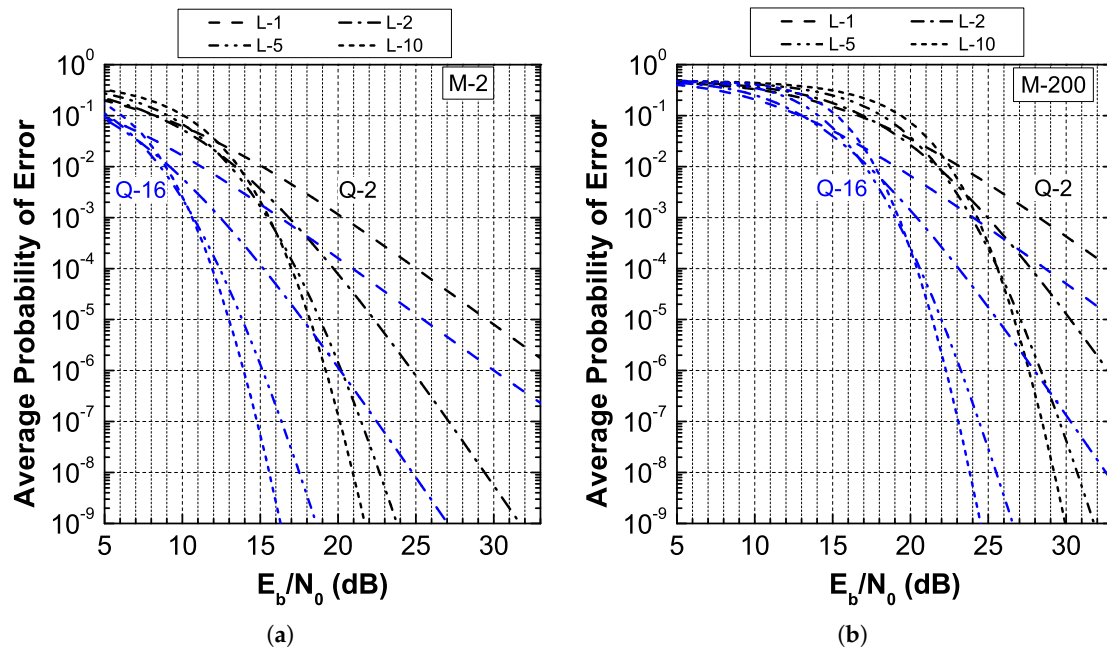 L-1 L-2
L-5 L-10
M-2
Q-16
Q-2
Average Probability of Error
10^0
10^-1
10^-2
10^-3
10^-4
10^-5
10^-6
10^-7
10^-8
10^-9
5 10 15 20 25 30
E_b/N_0 (dB)
(a)
L-1 L-2
L-5 L-10
M-200
Q-16
Q-2
Average Probability of Error
10^0
10^-1
10^-2
10^-3
10^-4
10^-5
10^-6
10^-7
10^-8
10^-9
5 10 15 20 25 30
E_b/N_0 (dB)
(b)